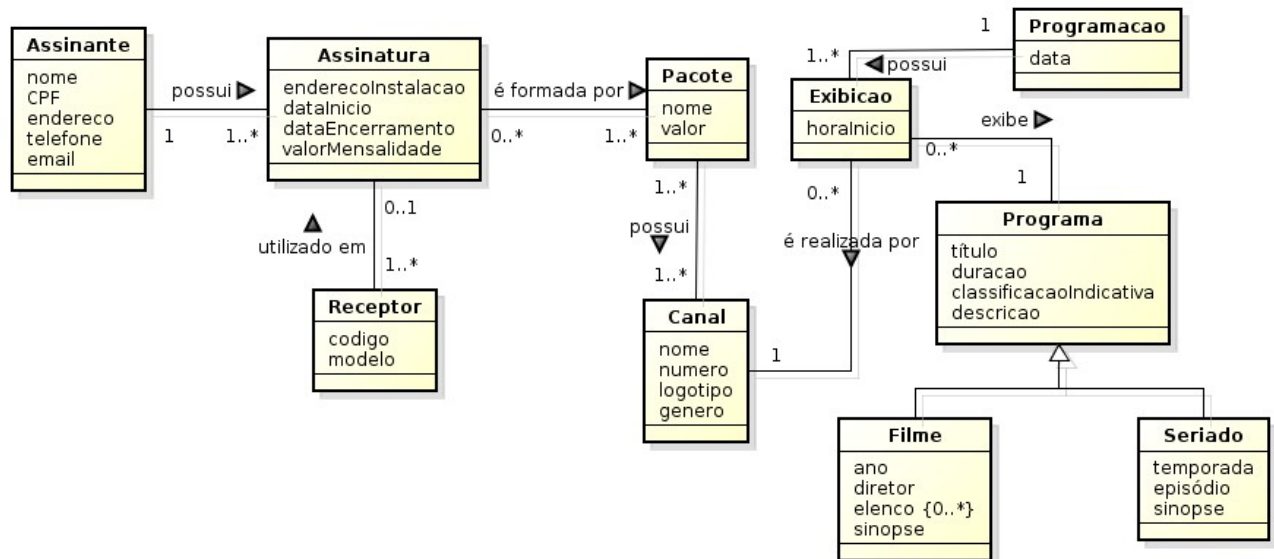 Assinante
nome
CPF
endereco
telefone
email
possui
1
1..*
Assinatura
enderecoInstalacao
dataInicio
dataEncerramento
valorMensalidade
é formada por
0..*
1..*
Pacote
nome
valor
0..1
utilizado em
1..*
Receptor
codigo
modelo
1..*
possui
1..*
Canal
nome
numero
logotipo
genero
1
é realizada por
0..*
Exibicao
horaInicio
1..*
possui
1
Programacao
data
exibe
0..*
1
Programa
título
duracao
classificacaoIndicativa
descricao
Filme
ano
diretor
elenco {0..*}
sinopse
Seriado
temporada
episódio
sinopse